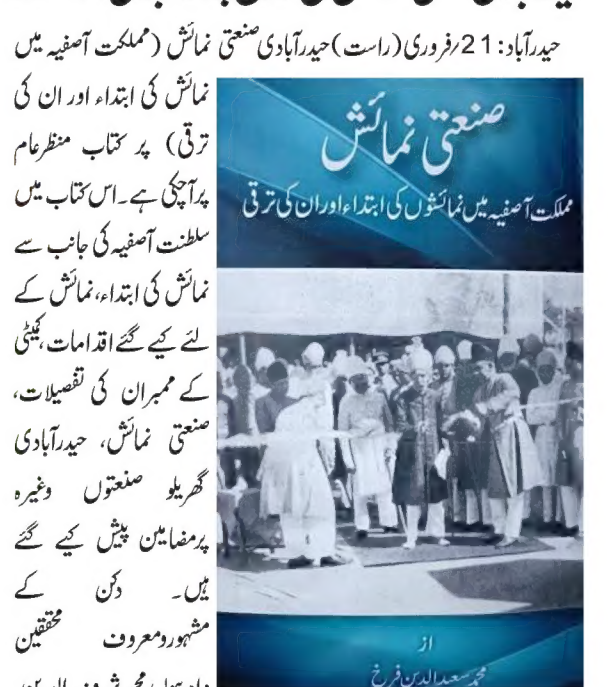 حیدرآباد:21؍فروری(راست)حیدرآبادی صنعتی نمائش (مملکت آصفیہ میں
نمائش کی ابتداء اور ان کی
ترقی) پر کتاب منظرعام
پرآچکی ہے۔اس کتاب میں
سلطنت آصفیہ کی جانب سے
نمائش کی ابتداء،نمائش کے
لئے کیے گئے اقدامات،کمیٹی
کے ممبران کی تفصیلات،
صنعتی نمائش، حیدرآبادی
گھریلو صنعتوں وغیرہ
پرمضامین پیش کیے گئے
ہیں۔ دکن کے
مشہورومعروف محققین
صنعتی نمائش
مملکت آصفیہ میں نمائشوں کی ابتداء اور ان کی ترقی
از
محمد سعیدالدین فرخ